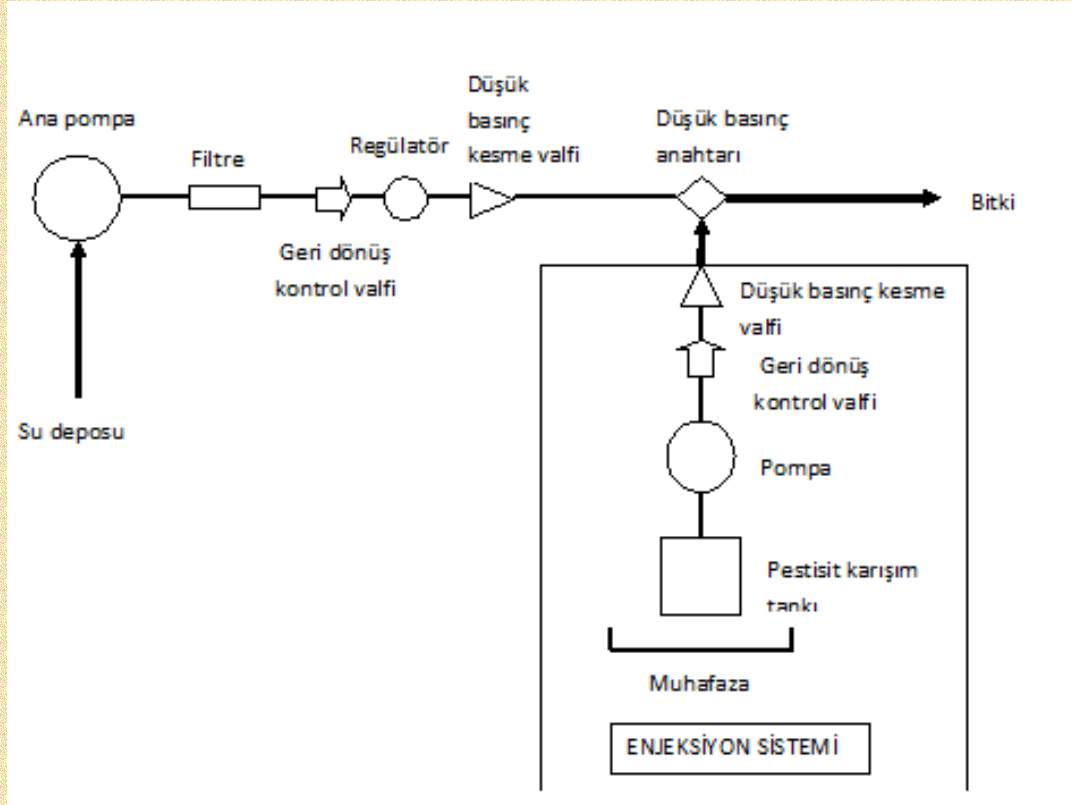 Düşük
basınç
kesme valfi
Ana pompa
Filtre
Regülatör
Düşük basınç
anahtarı
Bitki
Geri dönüş
kontrol valfi
Su deposu
Düşük basınç kesme
valfi
Geri dönüş
kontrol valfi
Pompa
Pestisit karışım
tankı
Muhafaza
ENJEKSİYON SİSTEMİ